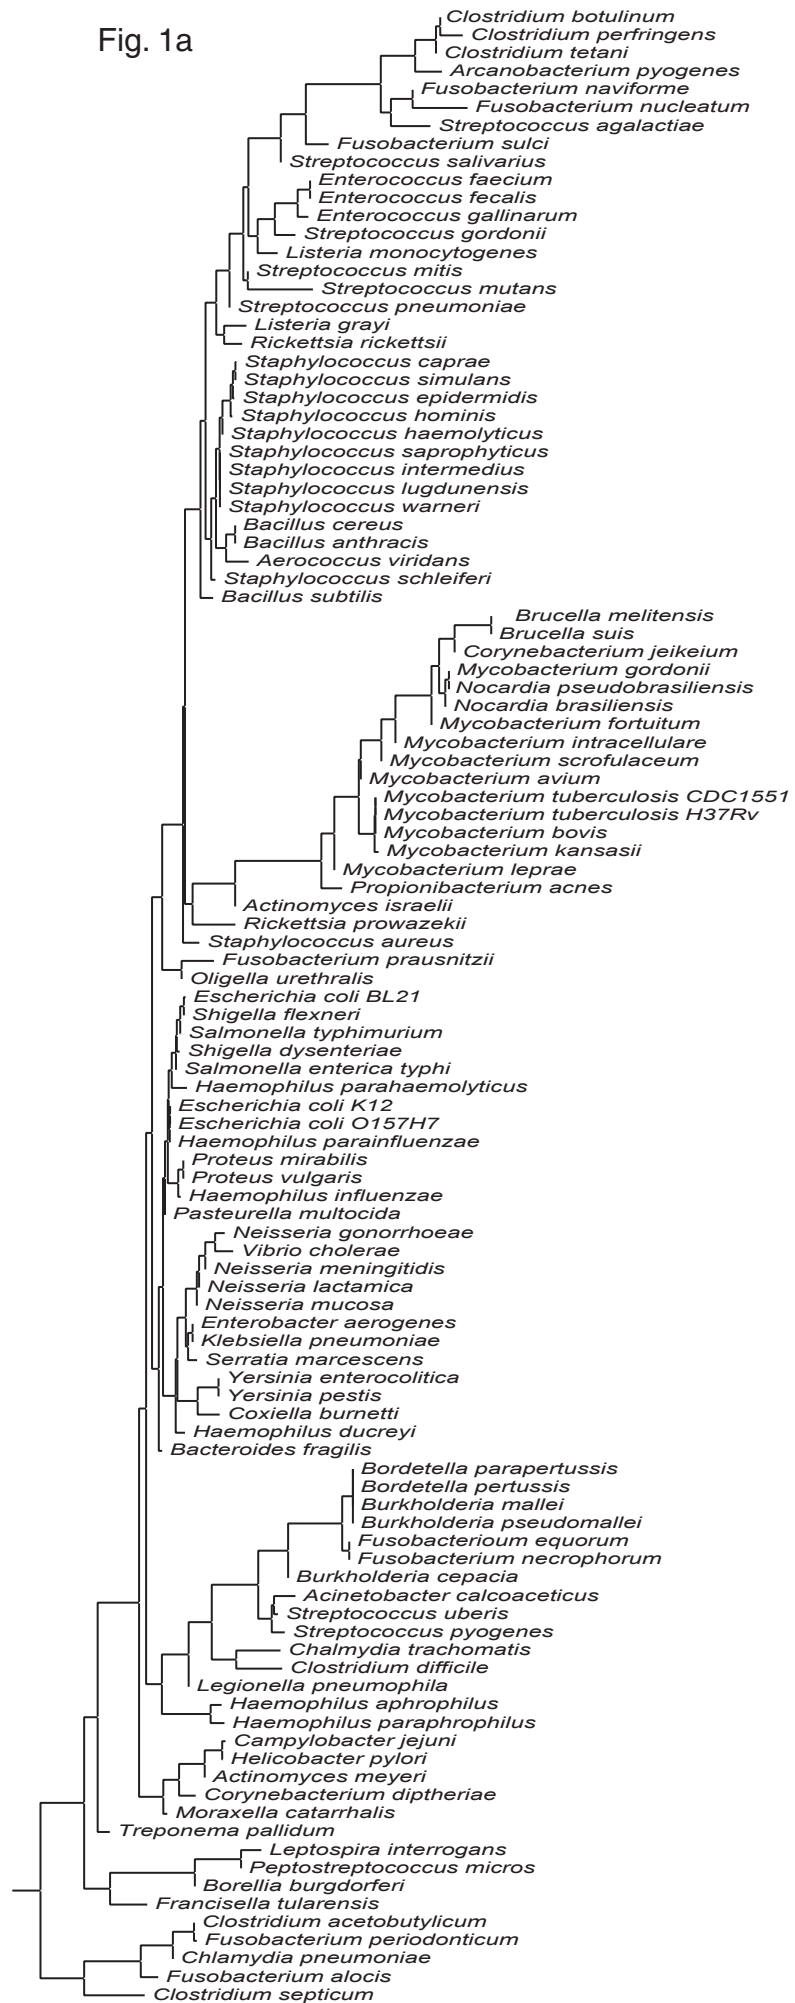 Fig. 1a
Clostridium botulinum
Clostridium perfringens
Clostridium tetani
Arcanobacterium pyogenes
Fusobacterium naviforme
Fusobacterium nucleatum
Streptococcus agalactiae
Fusobacterium sulci
Streptococcus salivarius
Enterococcus faecium
Enterococcus fecalis
Enterococcus gallinarum
Streptococcus gordonii
Listeria monocytogenes
Streptococcus mitis
Streptococcus mutans
Streptococcus pneumoniae
Listeria grayi
Rickettsia rickettsii
Staphylococcus caprae
Staphylococcus simulans
Staphylococcus epidermidis
Staphylococcus hominis
Staphylococcus haemolyticus
Staphylococcus saprophyticus
Staphylococcus intermedius
Staphylococcus lugdunensis
Staphylococcus warneri
Bacillus cereus
Bacillus anthracis
Aerococcus viridans
Staphylococcus schleiferi
Bacillus subtilis
Brucella melitensis
Brucella suis
Corynebacterium jeikeium
Mycobacterium gordonii
Nocardia pseudobrasiliensis
Nocardia brasiliensis
Mycobacterium fortuitum
Mycobacterium intracellulare
Mycobacterium scrofulaceum
Mycobacterium avium
Mycobacterium tuberculosis CDC1551
Mycobacterium tuberculosis H37Rv
Mycobacterium bovis
Mycobacterium kansasii
Mycobacterium leprae
Propionibacterium acnes
Actinomyces israelii
Rickettsia prowazekii
Staphylococcus aureus
Fusobacterium prausnitzii
Oligella urethralis
Escherichia coli BL21
Shigella flexneri
Salmonella typhimurium
Shigella dysenteriae
Salmonella enterica typhi
Haemophilus parahaemolyticus
Escherichia coli K12
Escherichia coli O157H7
Haemophilus parainfluenzae
Proteus mirabilis
Proteus vulgaris
Haemophilus influenzae
Pasteurella multocida
Neisseria gonorrhoeae
Vibrio cholerae
Neisseria meningitidis
Neisseria lactamica
Neisseria mucosa
Enterobacter aerogenes
Klebsiella pneumoniae
Serratia marcescens
Yersinia enterocolitica
Yersinia pestis
Coxiella burnetti
Haemophilus ducreyi
Bacteroides fragilis
Bordetella parapertussis
Bordetella pertussis
Burkholderia mallei
Burkholderia pseudomallei
Fusobacterioum equorum
Fusobacterium necrophorum
Burkholderia cepacia
Acinetobacter calcoaceticus
Streptococcus uberis
Streptococcus pyogenes
Chalmydia trachomatis
Clostridium difficile
Legionella pneumophila
Haemophilus aphrophilus
Haemophilus paraphrophilus
Campylobacter jejuni
Helicobacter pylori
Actinomyces meyeri
Corynebacterium diptheriae
Moraxella catarrhalis
Treponema pallidum
Leptospira interrogans
Peptostreptococcus micros
Borellia burgdorferi
Francisella tularensis
Clostridium acetobutylicum
Fusobacterium periodonticum
Chlamydia pneumoniae
Fusobacterium alocis
Clostridium septicum